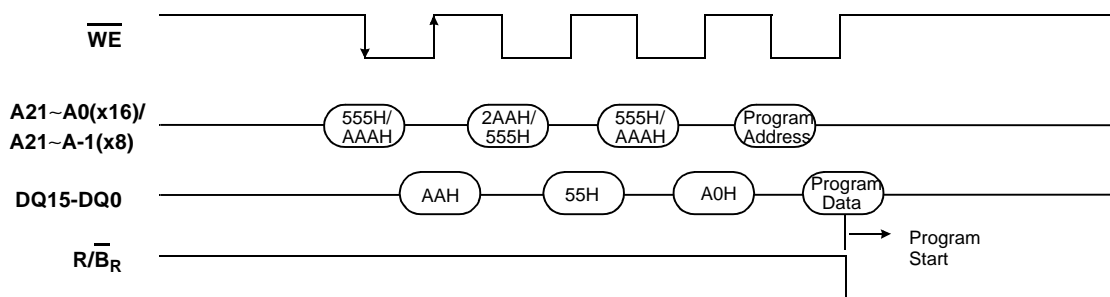 WE
A21~A0(x16)/
A21~A-1(x8)
555H/
AAAH
2AAH/
555H
555H/
AAAH
Program
Address
DQ15-DQ0
AAH
55H
A0H
Program
Data
R/BR
Program
Start